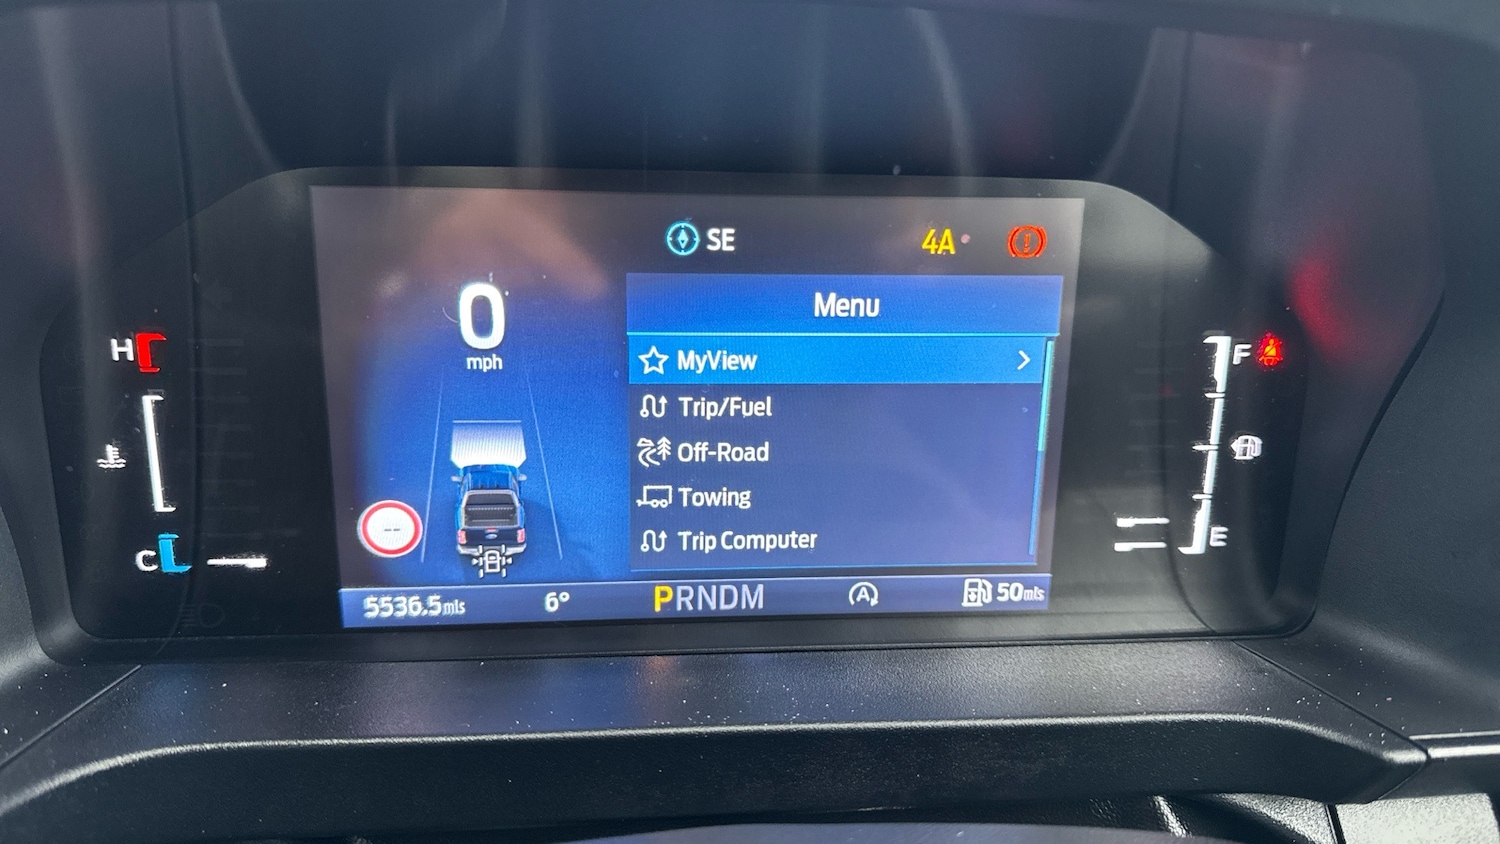 SE
4A
0
mph
Menu
MyView
Trip/Fuel
Off-Road
Towing
Trip Computer
H
C
F
E
--
5536.5mls
6°
PRNDM
A
50mls